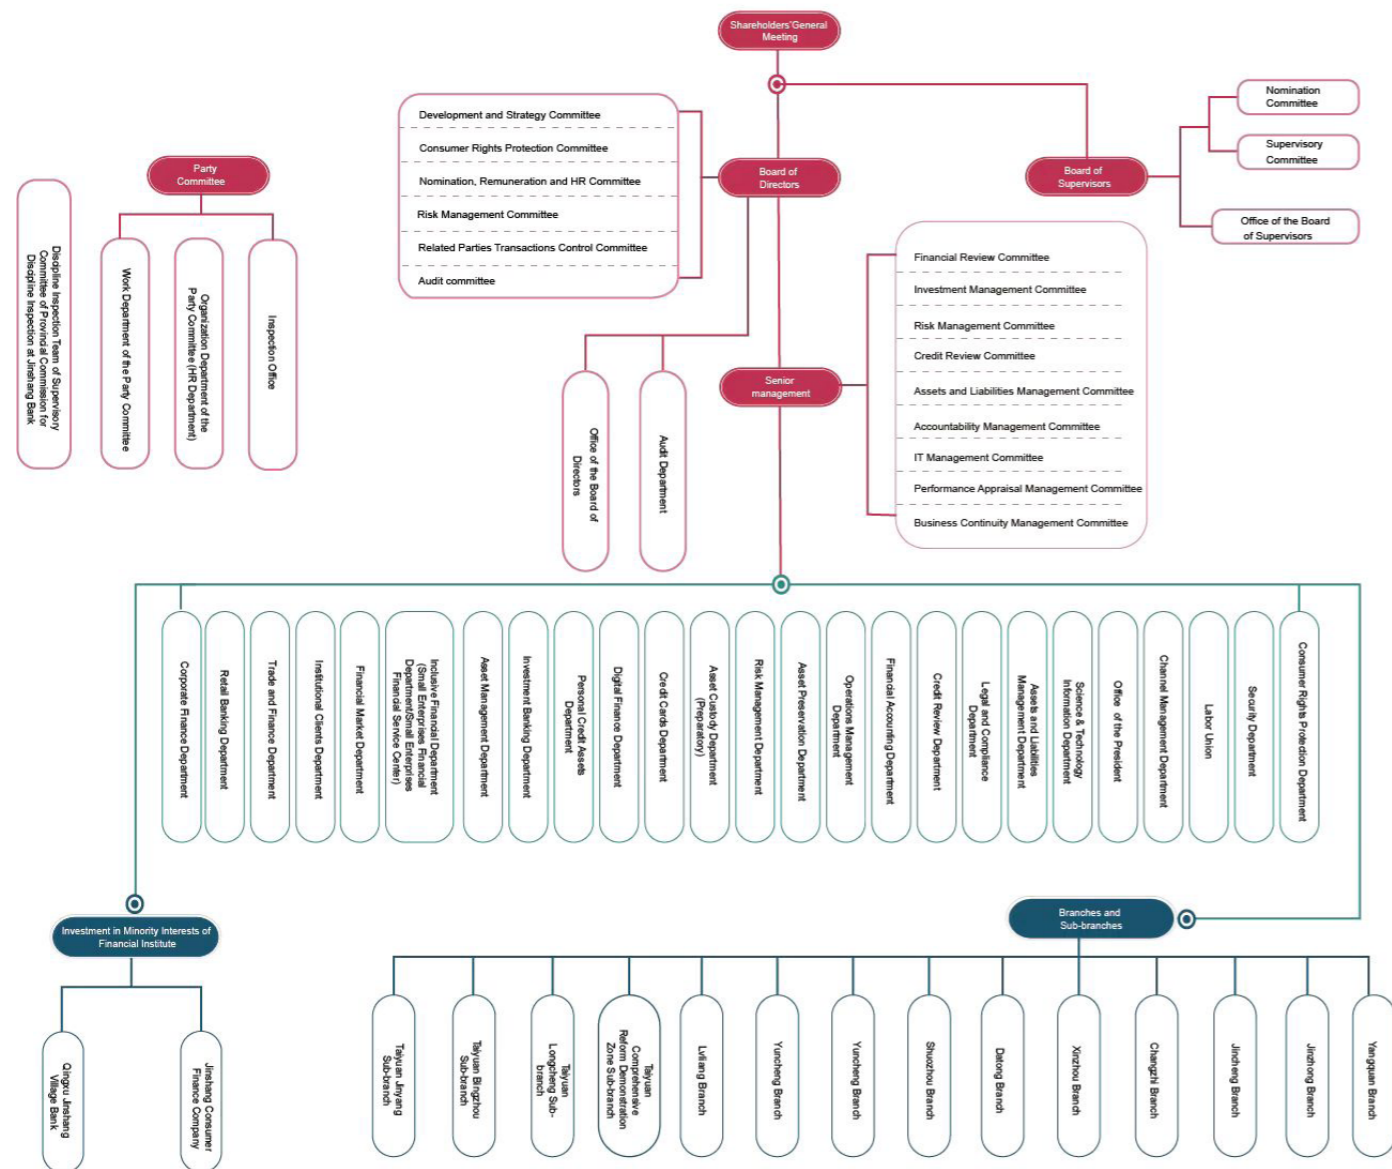 Shareholders'General
Meeting
Development and Strategy Committee
Consumer Rights Protection Committee
Nomination, Remuneration and HR Committee
Risk Management Committee
Related Parties Transactions Control Committee
Audit committee
Board of
Directors
Board of
Supervisors
Nomination
Committee
Supervisory
Committee
Office of the Board
of Supervisors
Party
Committee
Discipline Inspection Team of Supervisory
Committee of Provincial Commission for
Discipline Inspection at Jinshang Bank
Work Department of the Party Committee
Organization Department of the
Party Committee (HR Department)
Inspection Office
Office of the Board of
Directors
Audit Department
Senior
management
Financial Review Committee
Investment Management Committee
Risk Management Committee
Credit Review Committee
Assets and Liabilities Management Committee
Accountability Management Committee
IT Management Committee
Performance Appraisal Management Committee
Business Continuity Management Committee
Corporate Finance Department
Retail Banking Department
Trade and Finance Department
Institutional Clients Department
Financial Market Department
Inclusive Financial Department
(Small Enterprises Financial
Department/Small Enterprises
Financial Service Center)
Asset Management Department
Investment Banking Department
Personal Credit Assets
Department
Digital Finance Department
Credit Cards Department
Asset Custody Department
(Preparatory)
Risk Management Department
Asset Preservation Department
Operations Management
Department
Financial Accounting Department
Credit Review Department
Legal and Compliance
Department
Assets and Liabilities
Management Department
Science & Technology
Information Department
Office of the President
Channel Management Department
Labor Union
Security Department
Consumer Rights Protection Department
Investment in Minority Interests of
Financial Institute
Qingxu Jinshang
Village Bank
Jinshang Consumer
Finance Company
Branches and
Sub-branches
Taiyuan Jinyang
Sub-branch
Taiyuan Bingzhou
Sub-branch
Taiyuan
Longcheng Sub-
branch
Taiyuan
Comprehensive
Reform Demonstration
Zone Sub-branch
Lvliang Branch
Yuncheng Branch
Yuncheng Branch
Shuozhou Branch
Datong Branch
Xinzhou Branch
Changzhi Branch
Jincheng Branch
Jinzhong Branch
Yangquan Branch